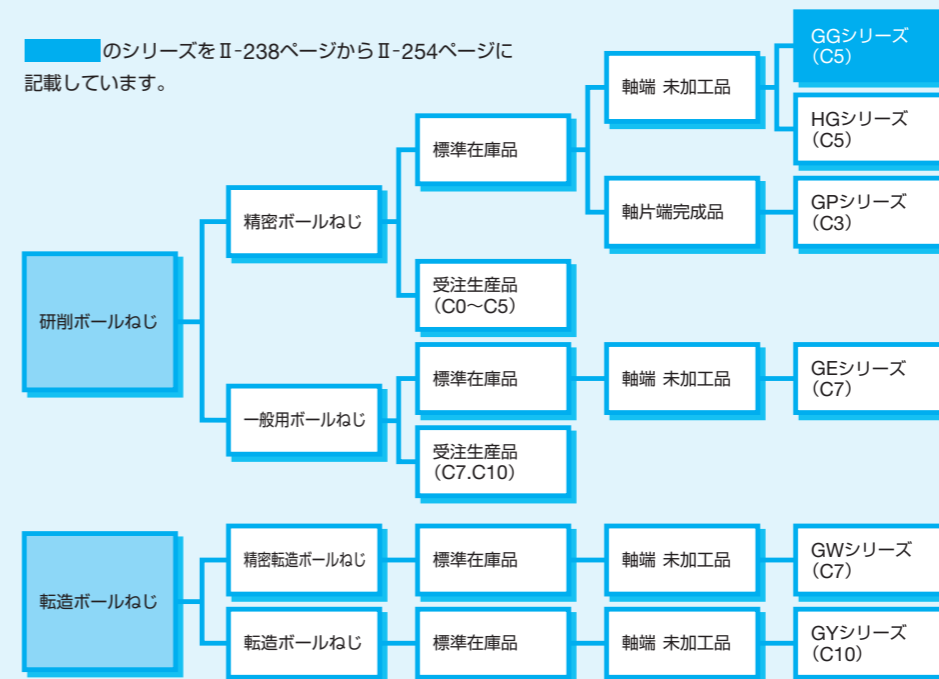 のシリーズをⅡ-238ページからⅡ-254ページに
記載しています。
研削ボールねじ
精密ボールねじ
標準在庫品
軸端 未加工品
GGシリーズ
（C5）
HGシリーズ
（C5）
軸片端完成品
GPシリーズ
（C3）
受注生産品
（C0～C5）
一般用ボールねじ
標準在庫品
軸端 未加工品
GEシリーズ
（C7）
受注生産品
（C7.C10）
転造ボールねじ
精密転造ボールねじ
標準在庫品
軸端 未加工品
GWシリーズ
（C7）
転造ボールねじ
標準在庫品
軸端 未加工品
GYシリーズ
（C10）